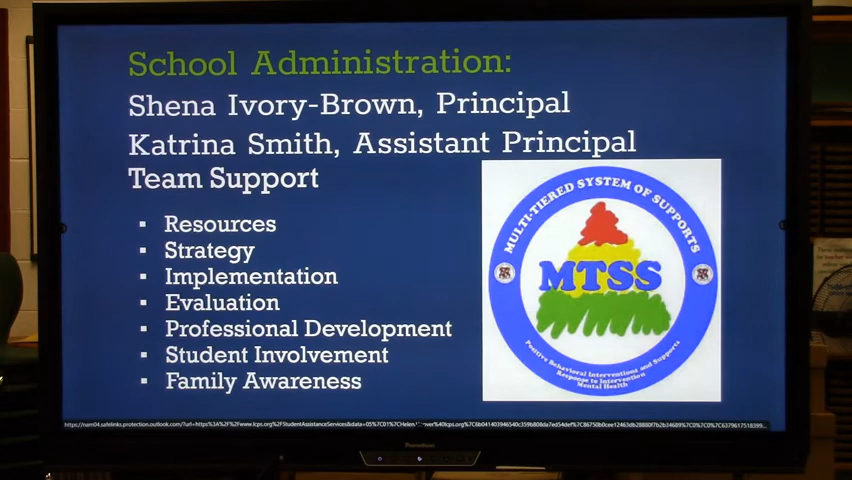 School Administration:
Shena Ivory-Brown, Principal
Katrina Smith, Assistant Principal
Team Support
▪ Resources
▪ Strategy
▪ Implementation
▪ Evaluation
▪ Professional Development
▪ Student Involvement
▪ Family Awareness
MULTI-TIERED SYSTEM OF SUPPORTS
MTSS
Positive Behavioral Interventions and Supports
Response to Intervention
Mental Health
Promethean